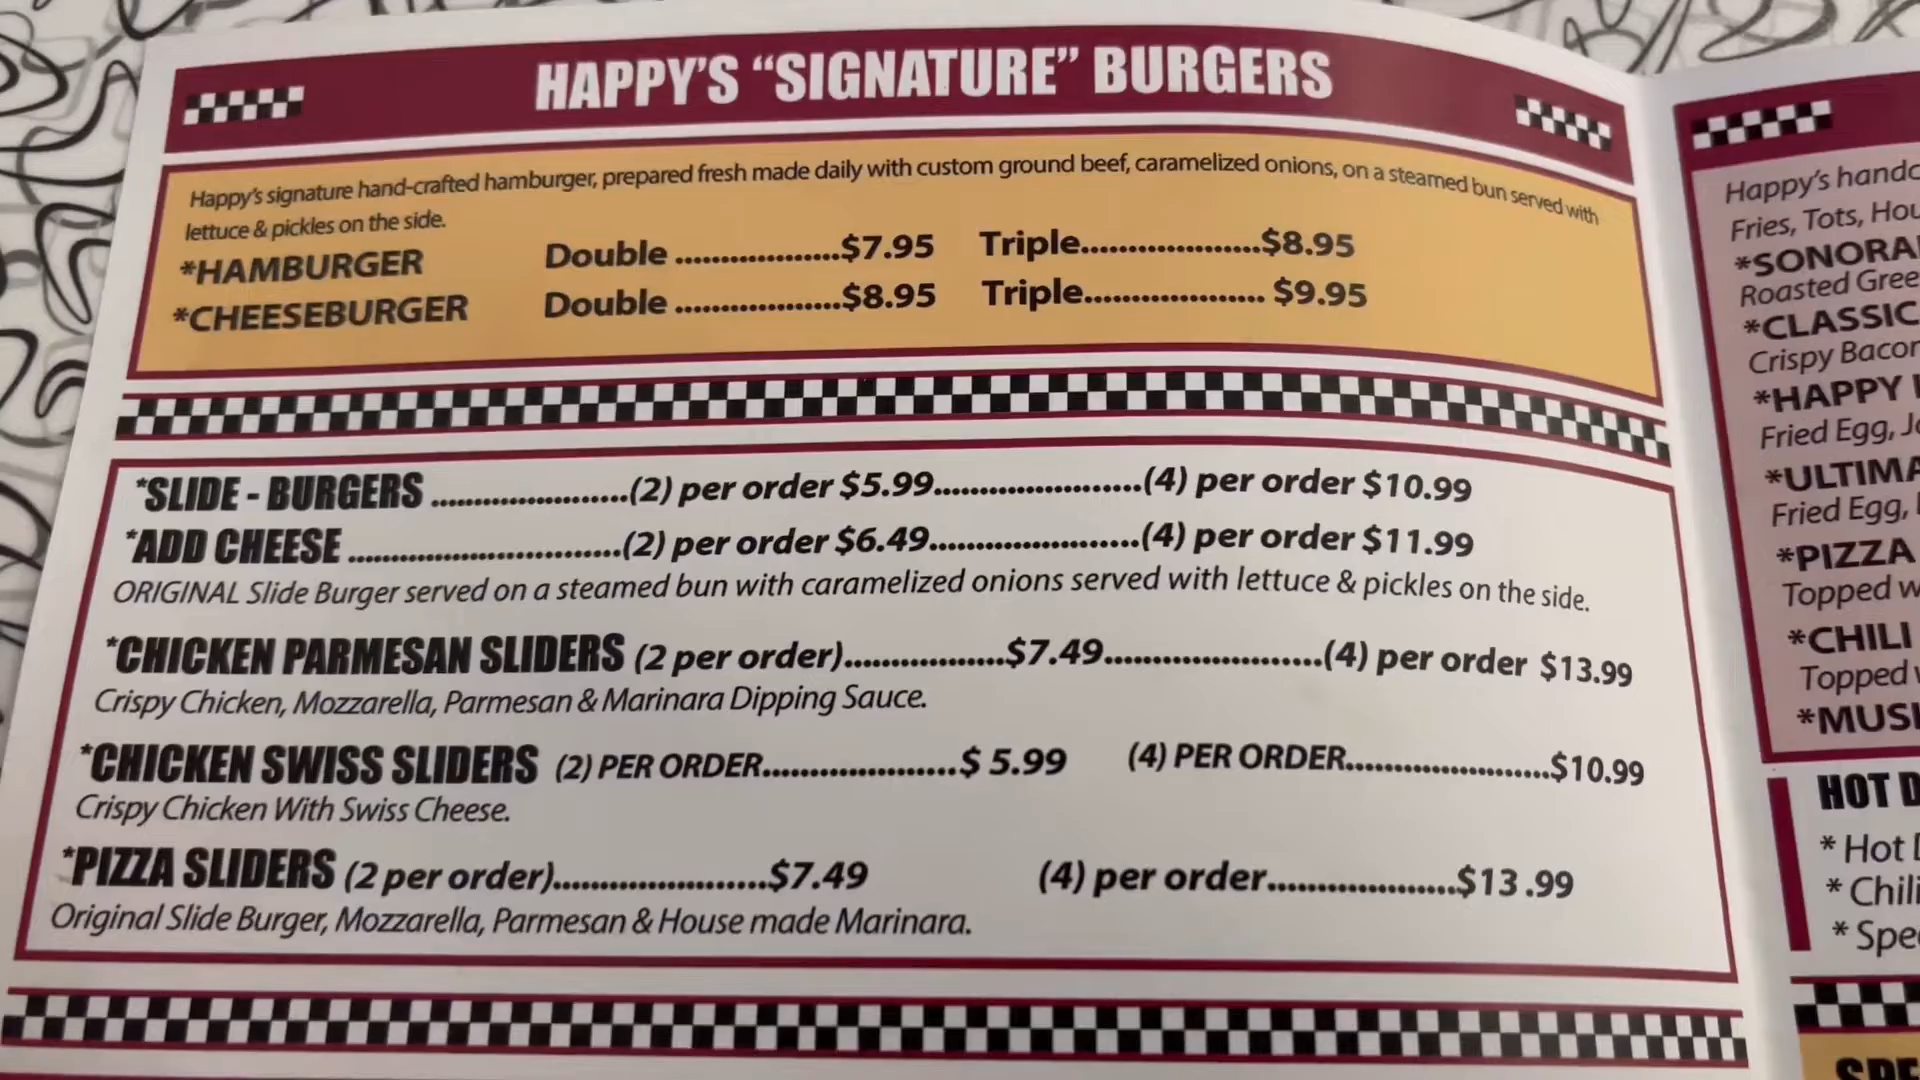 HAPPY'S “SIGNATURE” BURGERS
Happy's signature hand-crafted hamburger, prepared fresh made daily with custom ground beef, caramelized onions, on a steamed bun served with
lettuce & pickles on the side.
*HAMBURGER Double ..................$7.95 Triple....................$8.95
*CHEESEBURGER Double ..................$8.95 Triple.................... $9.95
*SLIDE - BURGERS ......................(2) per order $5.99.......................(4) per order $10.99
*ADD CHEESE ..............................(2) per order $6.49.......................(4) per order $11.99
ORIGINAL Slide Burger served on a steamed bun with caramelized onions served with lettuce & pickles on the side.
*CHICKEN PARMESAN SLIDERS (2 per order)..................$7.49........................(4) per order $13.99
Crispy Chicken, Mozzarella, Parmesan & Marinara Dipping Sauce.
*CHICKEN SWISS SLIDERS (2) PER ORDER.....................$ 5.99 (4) PER ORDER......................$10.99
Crispy Chicken With Swiss Cheese.
*PIZZA SLIDERS (2 per order).......................$7.49 (4) per order....................$13 .99
Original Slide Burger, Mozzarella, Parmesan & House made Marinara.
Happy's
Fries, Tots,
Roasted
*CLASSIC
Crispy
*HAPPY
Fried Egg,
Fried Egg,
*PIZZA
Topped
*CHILI
Topped
HOT
* Hot